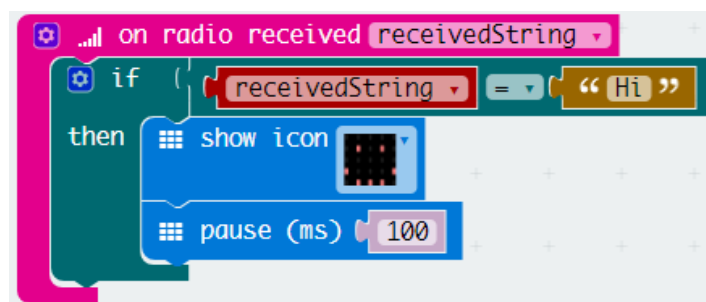 on radio received receivedString
if receivedString = “ Hi ”
then show icon
pause (ms) 100